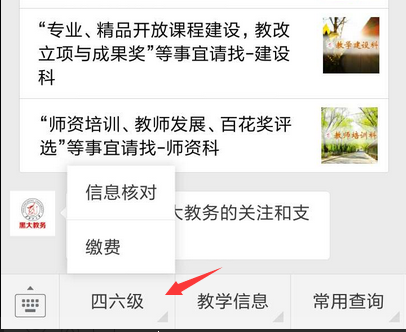 “专业、精品开放课程建设，教改
立项与成果奖”等事宜请找-建设
科
教学建设科
“师资培训、教师发展、百花奖评
选”等事宜请找-师资科
教师培训科
信息核对
黑大教务
大教务的关注和支
缴费
四六级
教学信息
常用查询